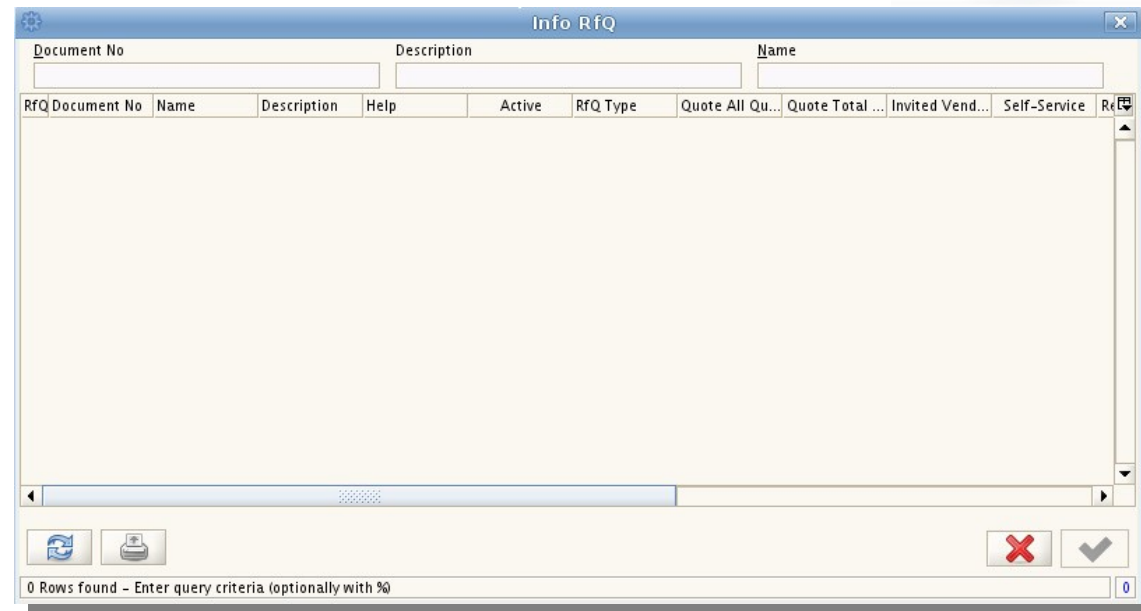 Info RfQ
Document No Description Name
RfQ Document No Name Description Help Active RfQ Type Quote All Qu... Quote Total ... Invited Vend... Self-Service Re
0 Rows found - Enter query criteria (optionally with %) 0